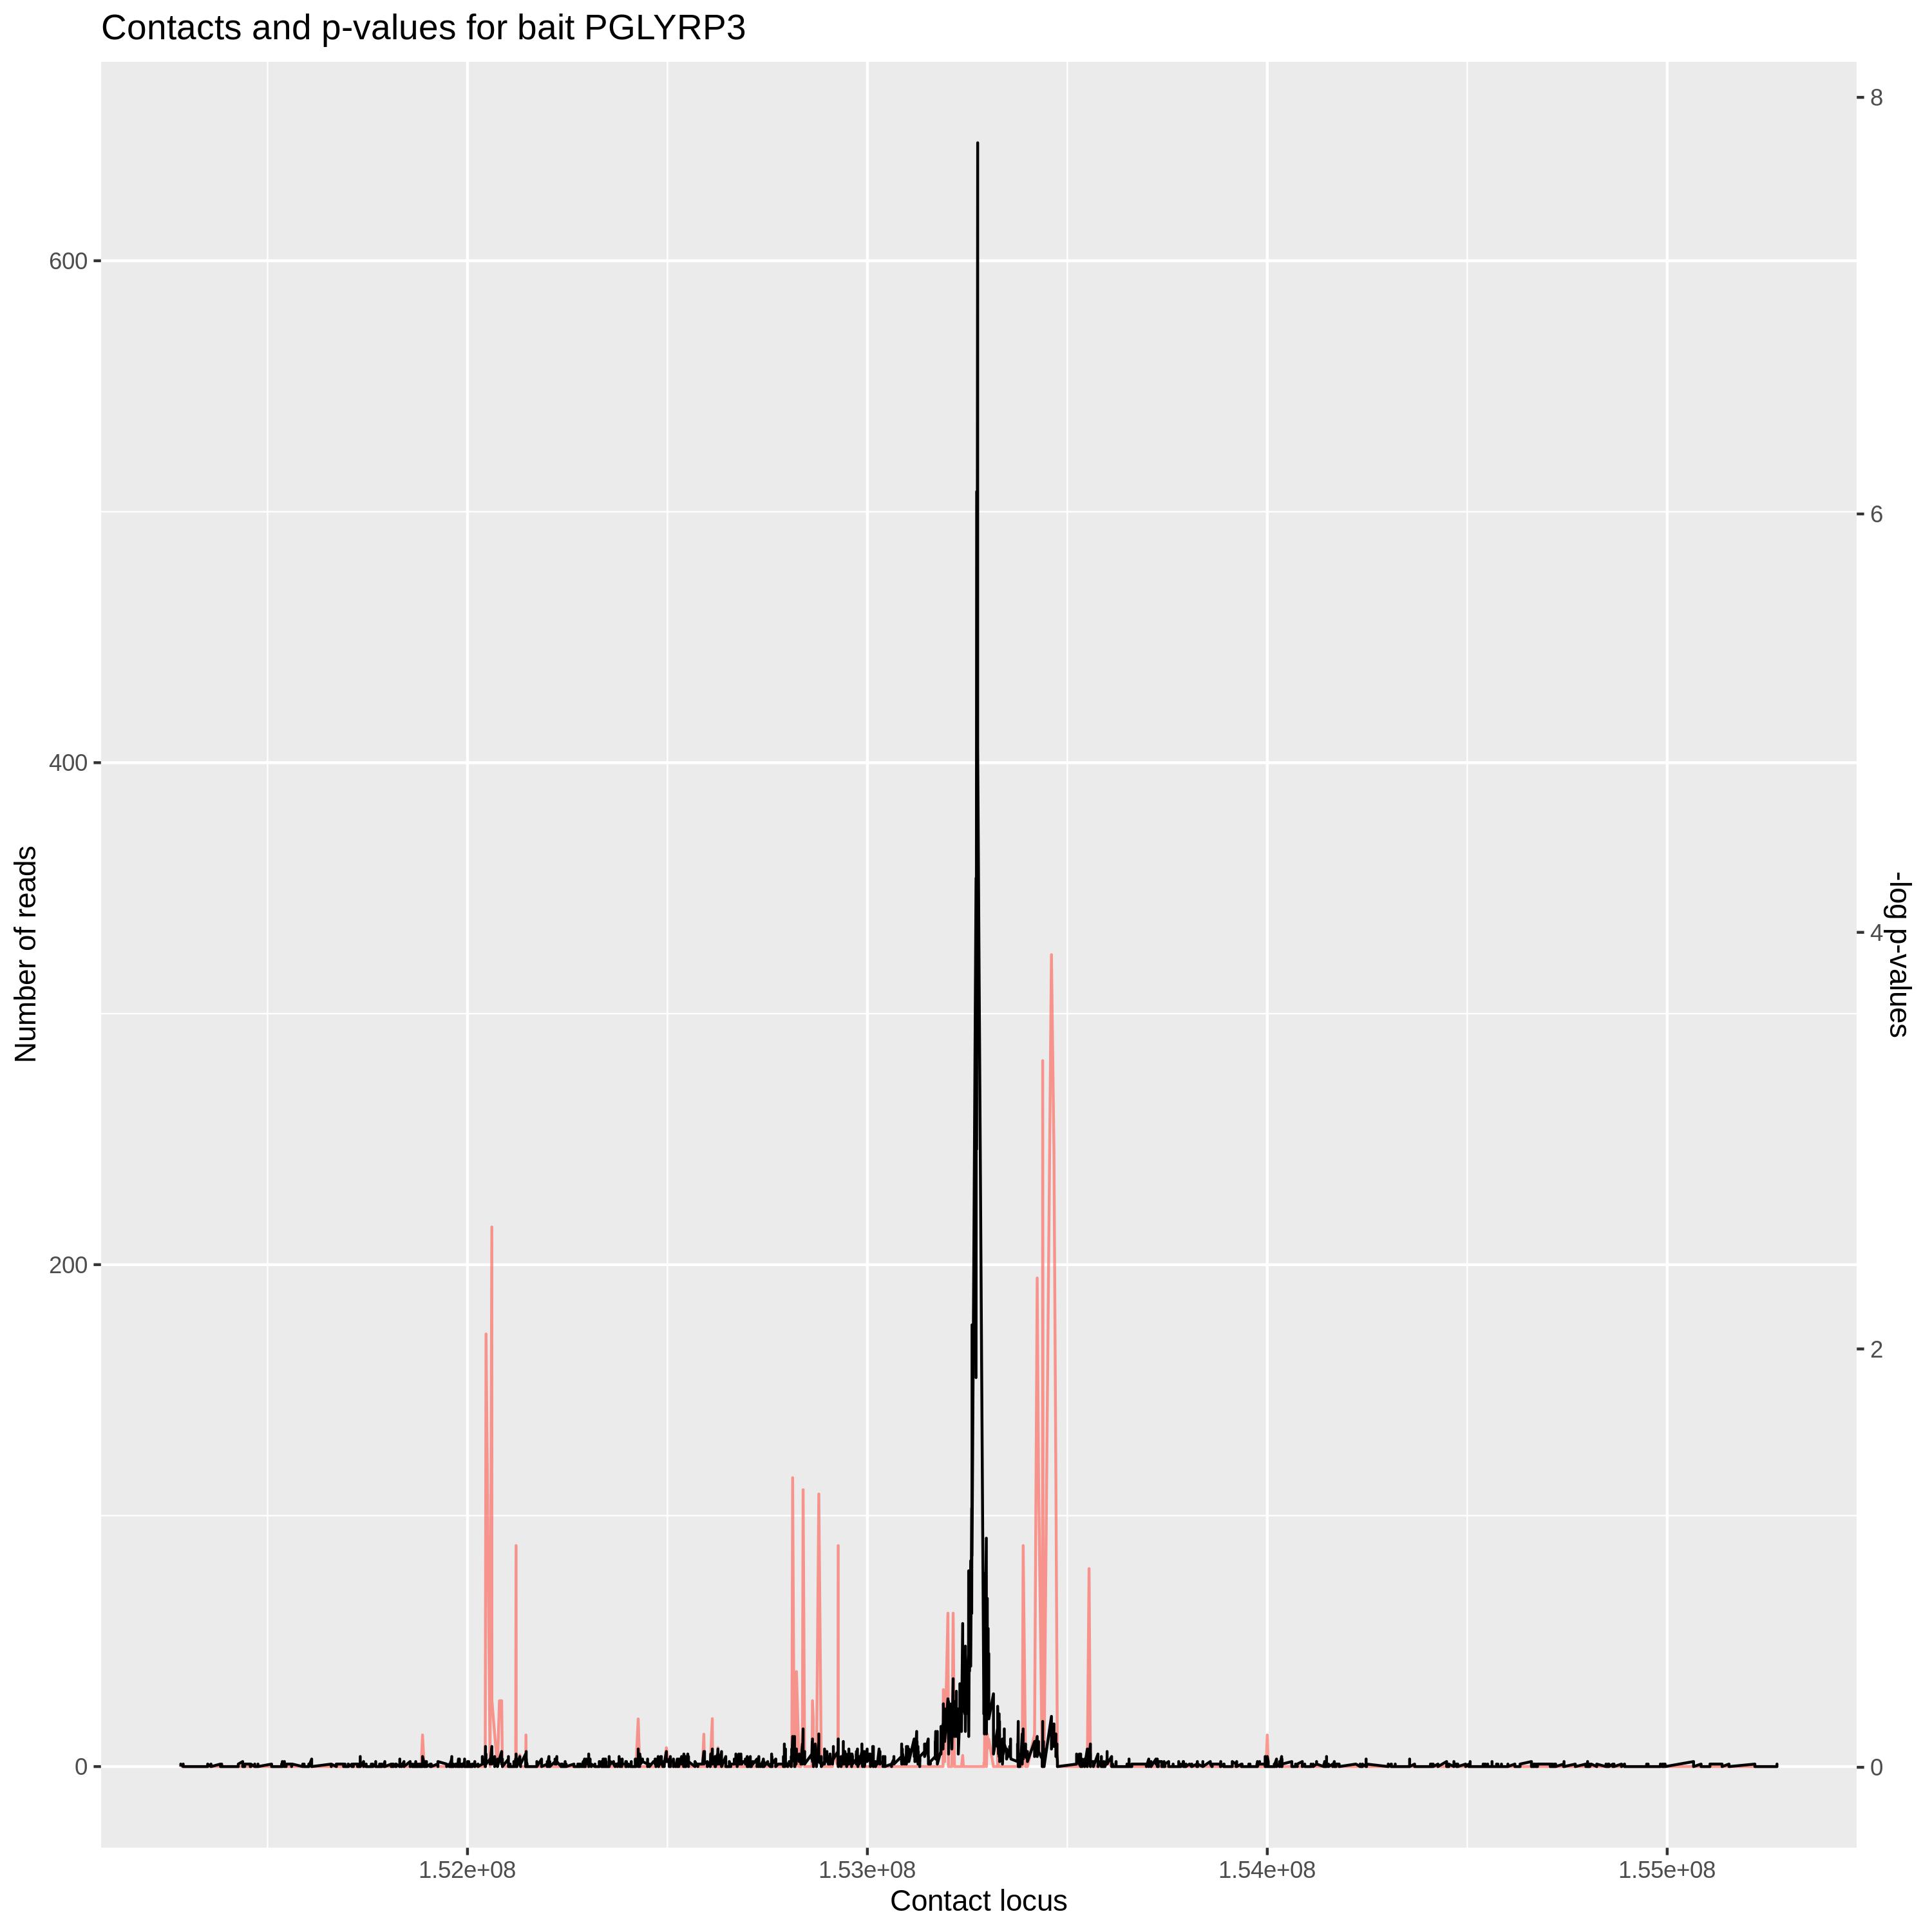 Contacts and p-values for bait PGLYRP3
8
600
6
400
4
200
2
0
0
Number of reads
-log p-values
1.52e+08 1.53e+08 1.54e+08 1.55e+08
Contact locus